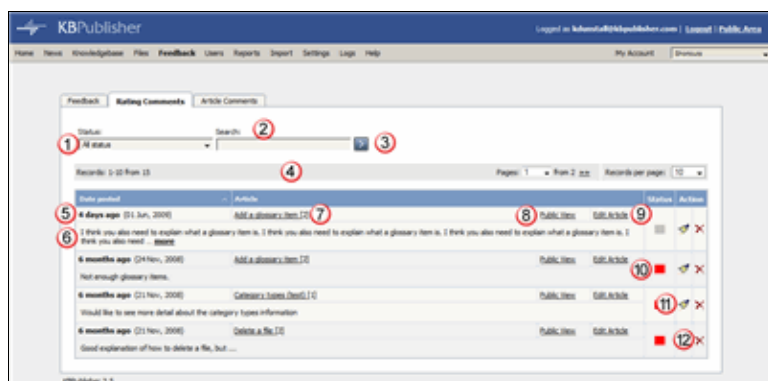 KBPublisher
Logged as kdunstall@kbpublisher.com | Logout | Public Area
Home News Knowledgebase Files Feedback Users Reports Import Settings Logs Help My Account Shortcuts
Feedback Rating Comments Article Comments
Status: Search:
1 2 3
All status
4
Records: 1-10 from 15 Pages: 1 from 2 >> Records per page: 10
Date posted Article Status Action
5 6 days ago (01 Jun, 2009) Add a glossary item [2] 7 8 Public View Edit Article 9
6 I think you also need to explain what a glossary item is. I think you also need to explain what a glossary item is. I think you also need to explain what a glossary item is. I
think you also need ... more
6 months ago (24 Nov, 2008) Add a glossary item [2] Public View Edit Article 10
Not enough glossary items.
6 months ago (21 Nov, 2008) Category types (text) [1] Public View Edit Article 11
Would like to see more detail about the category types information
6 months ago (21 Nov, 2008) Delete a file [2] Public View Edit Article 12
Good explanation of how to delete a file, but ....